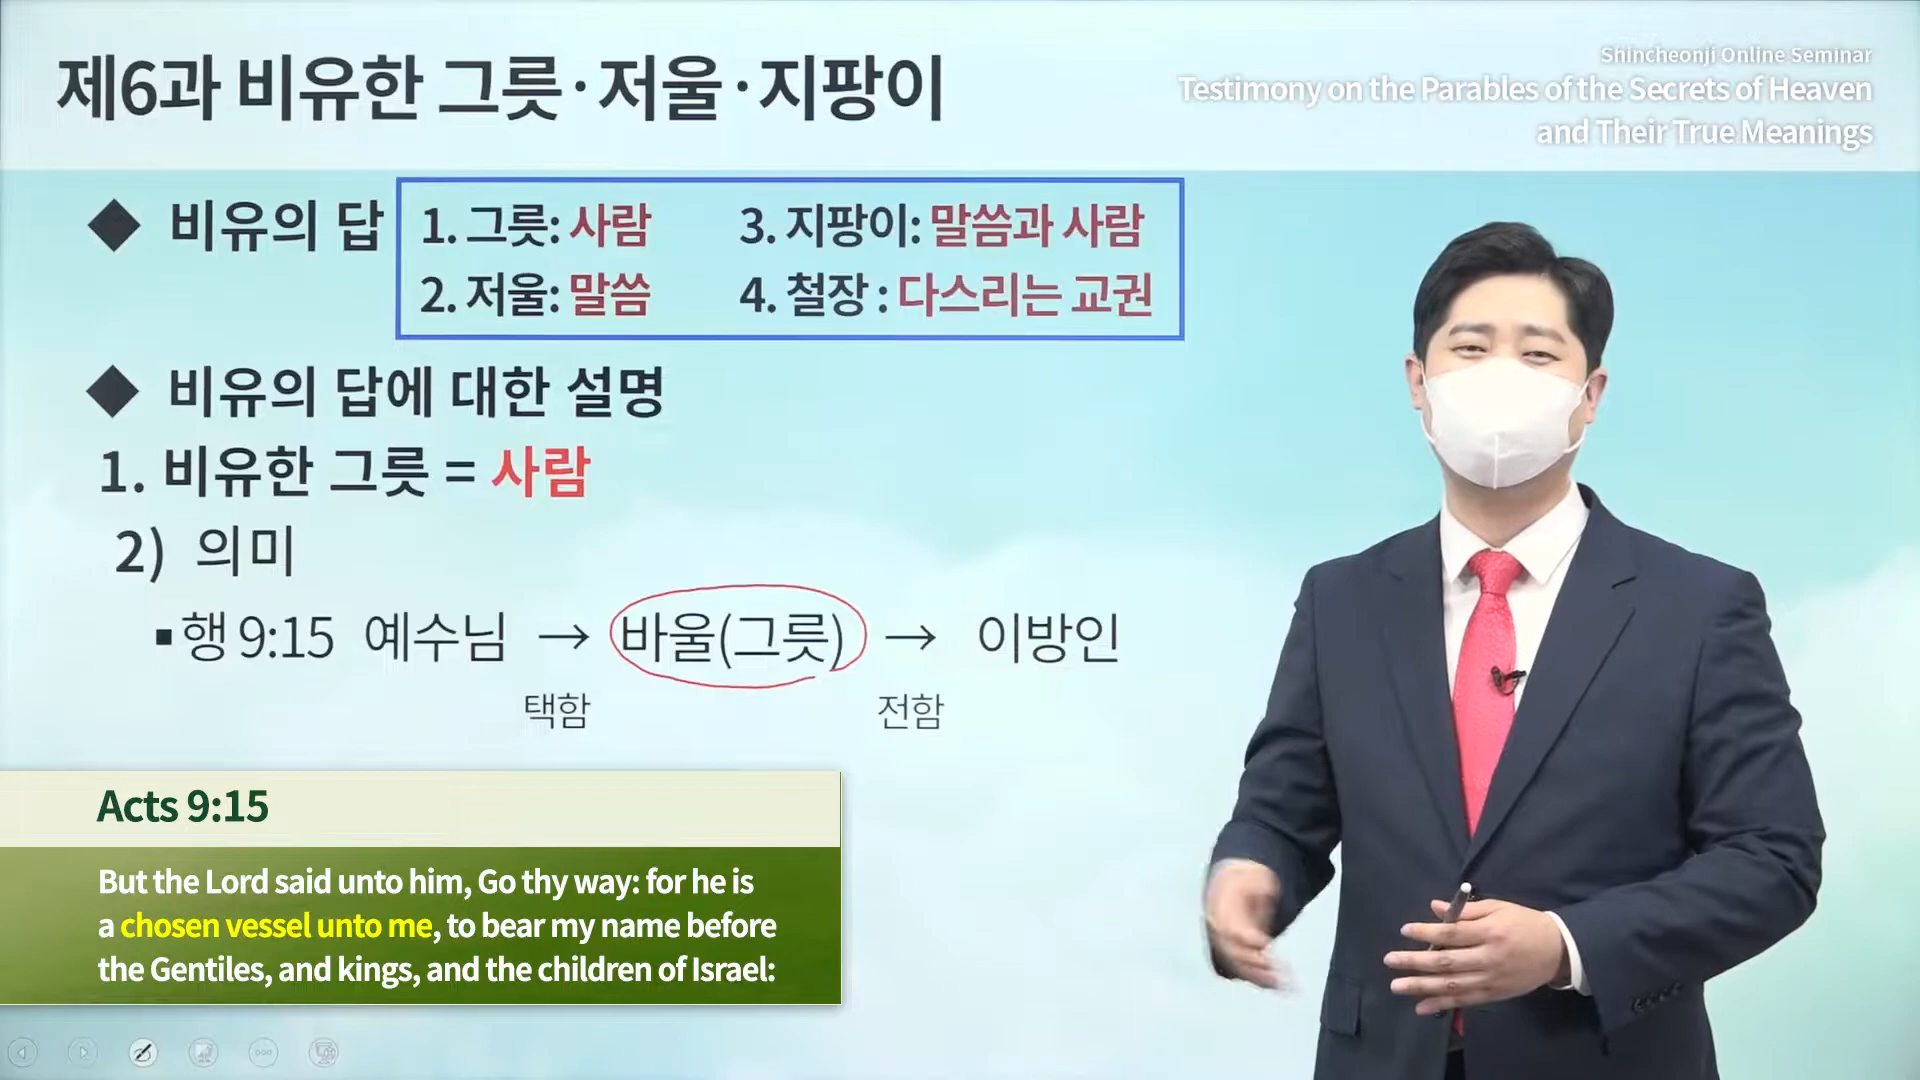 제6과 비유한 그릇·저울·지팡이
Shincheonji Online Seminar
Testimony on the Parables of the Secrets of Heaven
and Their True Meanings
◆ 비유의 답
1. 그릇: 사람
3. 지팡이: 말씀과 사람
2. 저울: 말씀
4. 철장 : 다스리는 교권
◆ 비유의 답에 대한 설명
1. 비유한 그릇 = 사람
2) 의미
▪행 9:15 예수님 → 바울(그릇) → 이방인
택함 전함
Acts 9:15
But the Lord said unto him, Go thy way: for he is
a chosen vessel unto me, to bear my name before
the Gentiles, and kings, and the children of Israel: